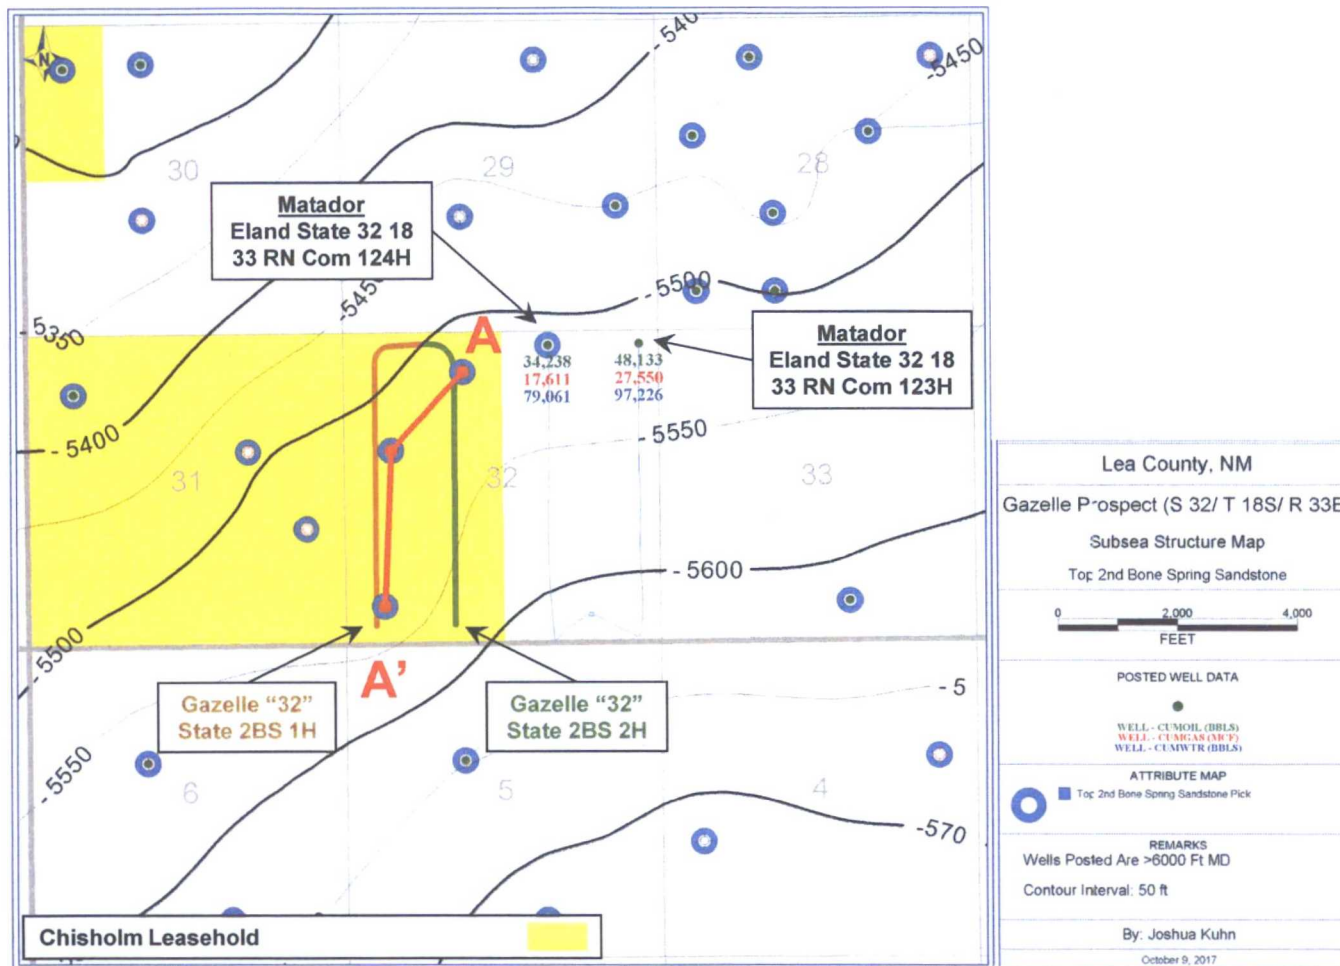 N
- 540
-5450
30
29
28
Matador
Eland State 32 18
33 RN Com 124H
-545
- 5500
A
Matador
Eland State 32 18
33 RN Com 123H
34,238
17,611
79,061
48,133
27,550
97,226
- 5400
- 5550
31
32
33
- 5600
- 5500
A'
Gazelle "32"
State 2BS 1H
Gazelle "32"
State 2BS 2H
- 5
-5550
6
5
4
-570
Chisholm Leasehold
Lea County, NM
Gazelle Prospect (S 32/ T 18S/ R 33E
Subsea Structure Map
Top 2nd Bone Spring Sandstone
0 2,000 4,000
FEET
POSTED WELL DATA
WELL - CUMOIL (BBLS)
WELL - CUMGAS (MCF)
WELL - CUMWTR (BBLS)
ATTRIBUTE MAP
Top 2nd Bone Spring Sandstone Pick
REMARKS
Wells Posted Are >6000 Ft MD
Contour Interval: 50 ft
By: Joshua Kuhn
October 9, 2017